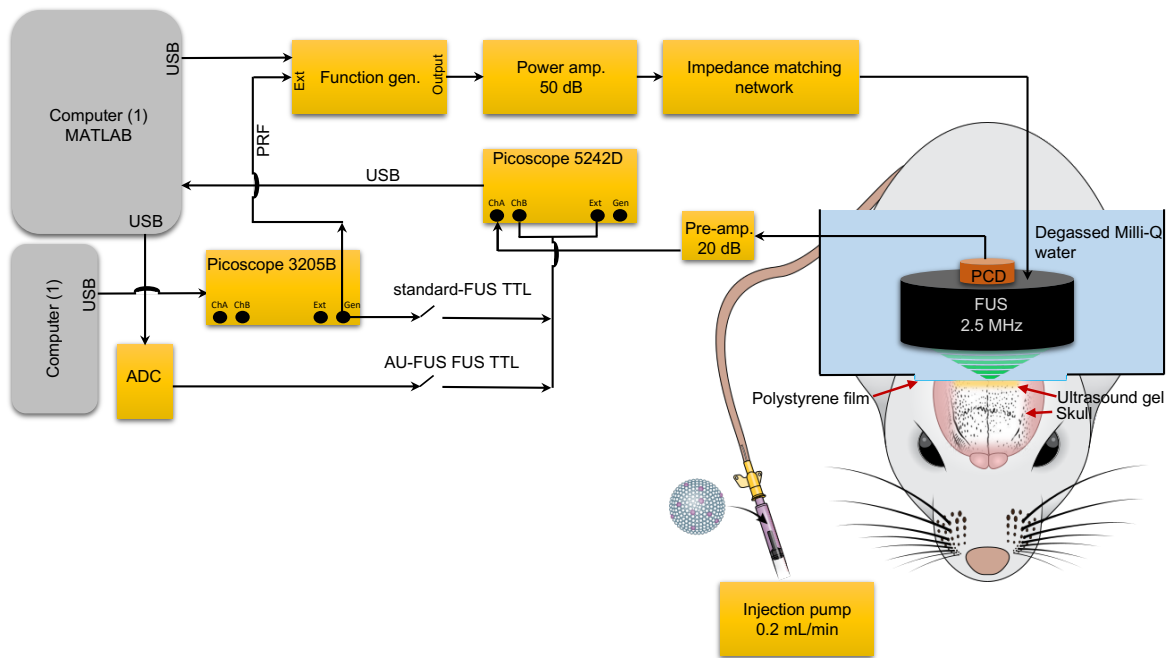 Computer (1)
MATLAB
USB
USB
Ext
Function gen.
Output
Power amp.
50 dB
Impedance matching
network
PRF
USB
Picoscope 5242D
ChA
ChB
Ext
Gen
Pre-amp.
20 dB
Degassed Milli-Q
water
PCD
FUS
2.5 MHz
Computer (1)
USB
Picoscope 3205B
ChA
ChB
Ext
Gen
standard-FUS TTL
ADC
AU-FUS FUS TTL
Polystyrene film
Ultrasound gel
Skull
Injection pump
0.2 mL/min